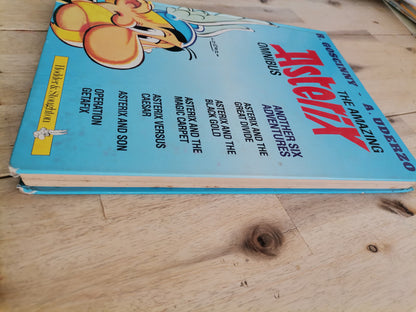 R. GOSCINNY A. UDERZO
THE AMAZING
Asterix
OMNIBUS
ANOTHER SIX
ADVENTURES
ASTERIX AND THE
GREAT DIVIDE
ASTERIX AND THE
BLACK GOLD
ASTERIX AND THE
MAGIC CARPET
ASTERIX VERSUS
CAESAR
ASTERIX AND SON
OPERATION
GETAFIX
Hodder & Stoughton